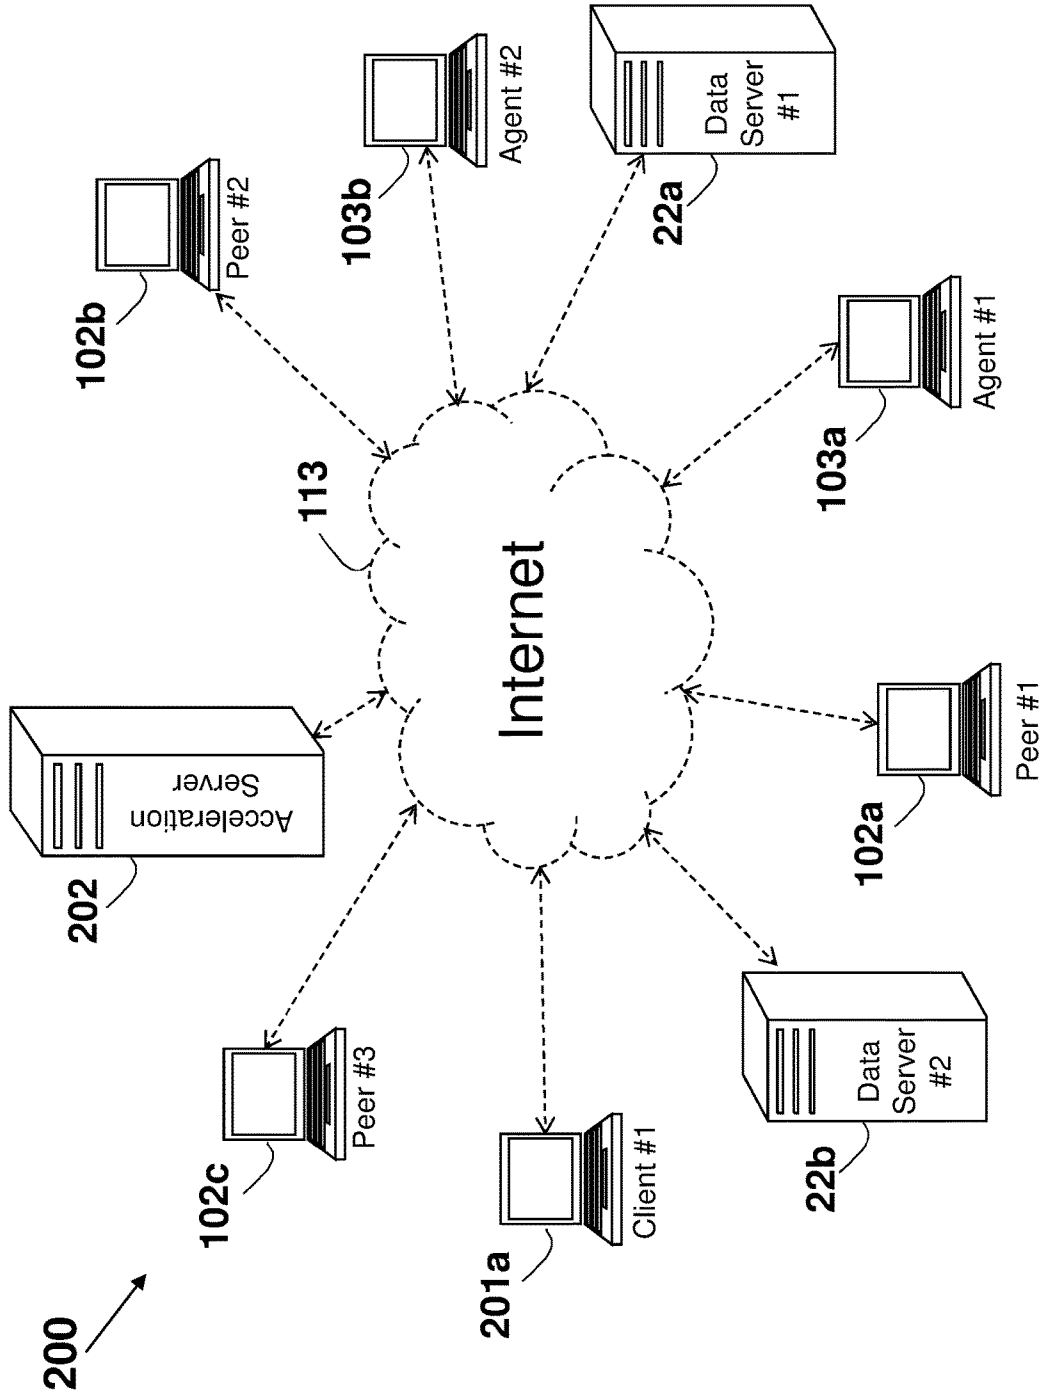 200
102c
Peer #3
201a
Client #1
22b
Data
Server
#2
202
Acceleration
Server
113
Internet
102a
Peer #1
102b
Peer #2
103b
Agent #2
22a
Data
Server
#1
103a
Agent #1